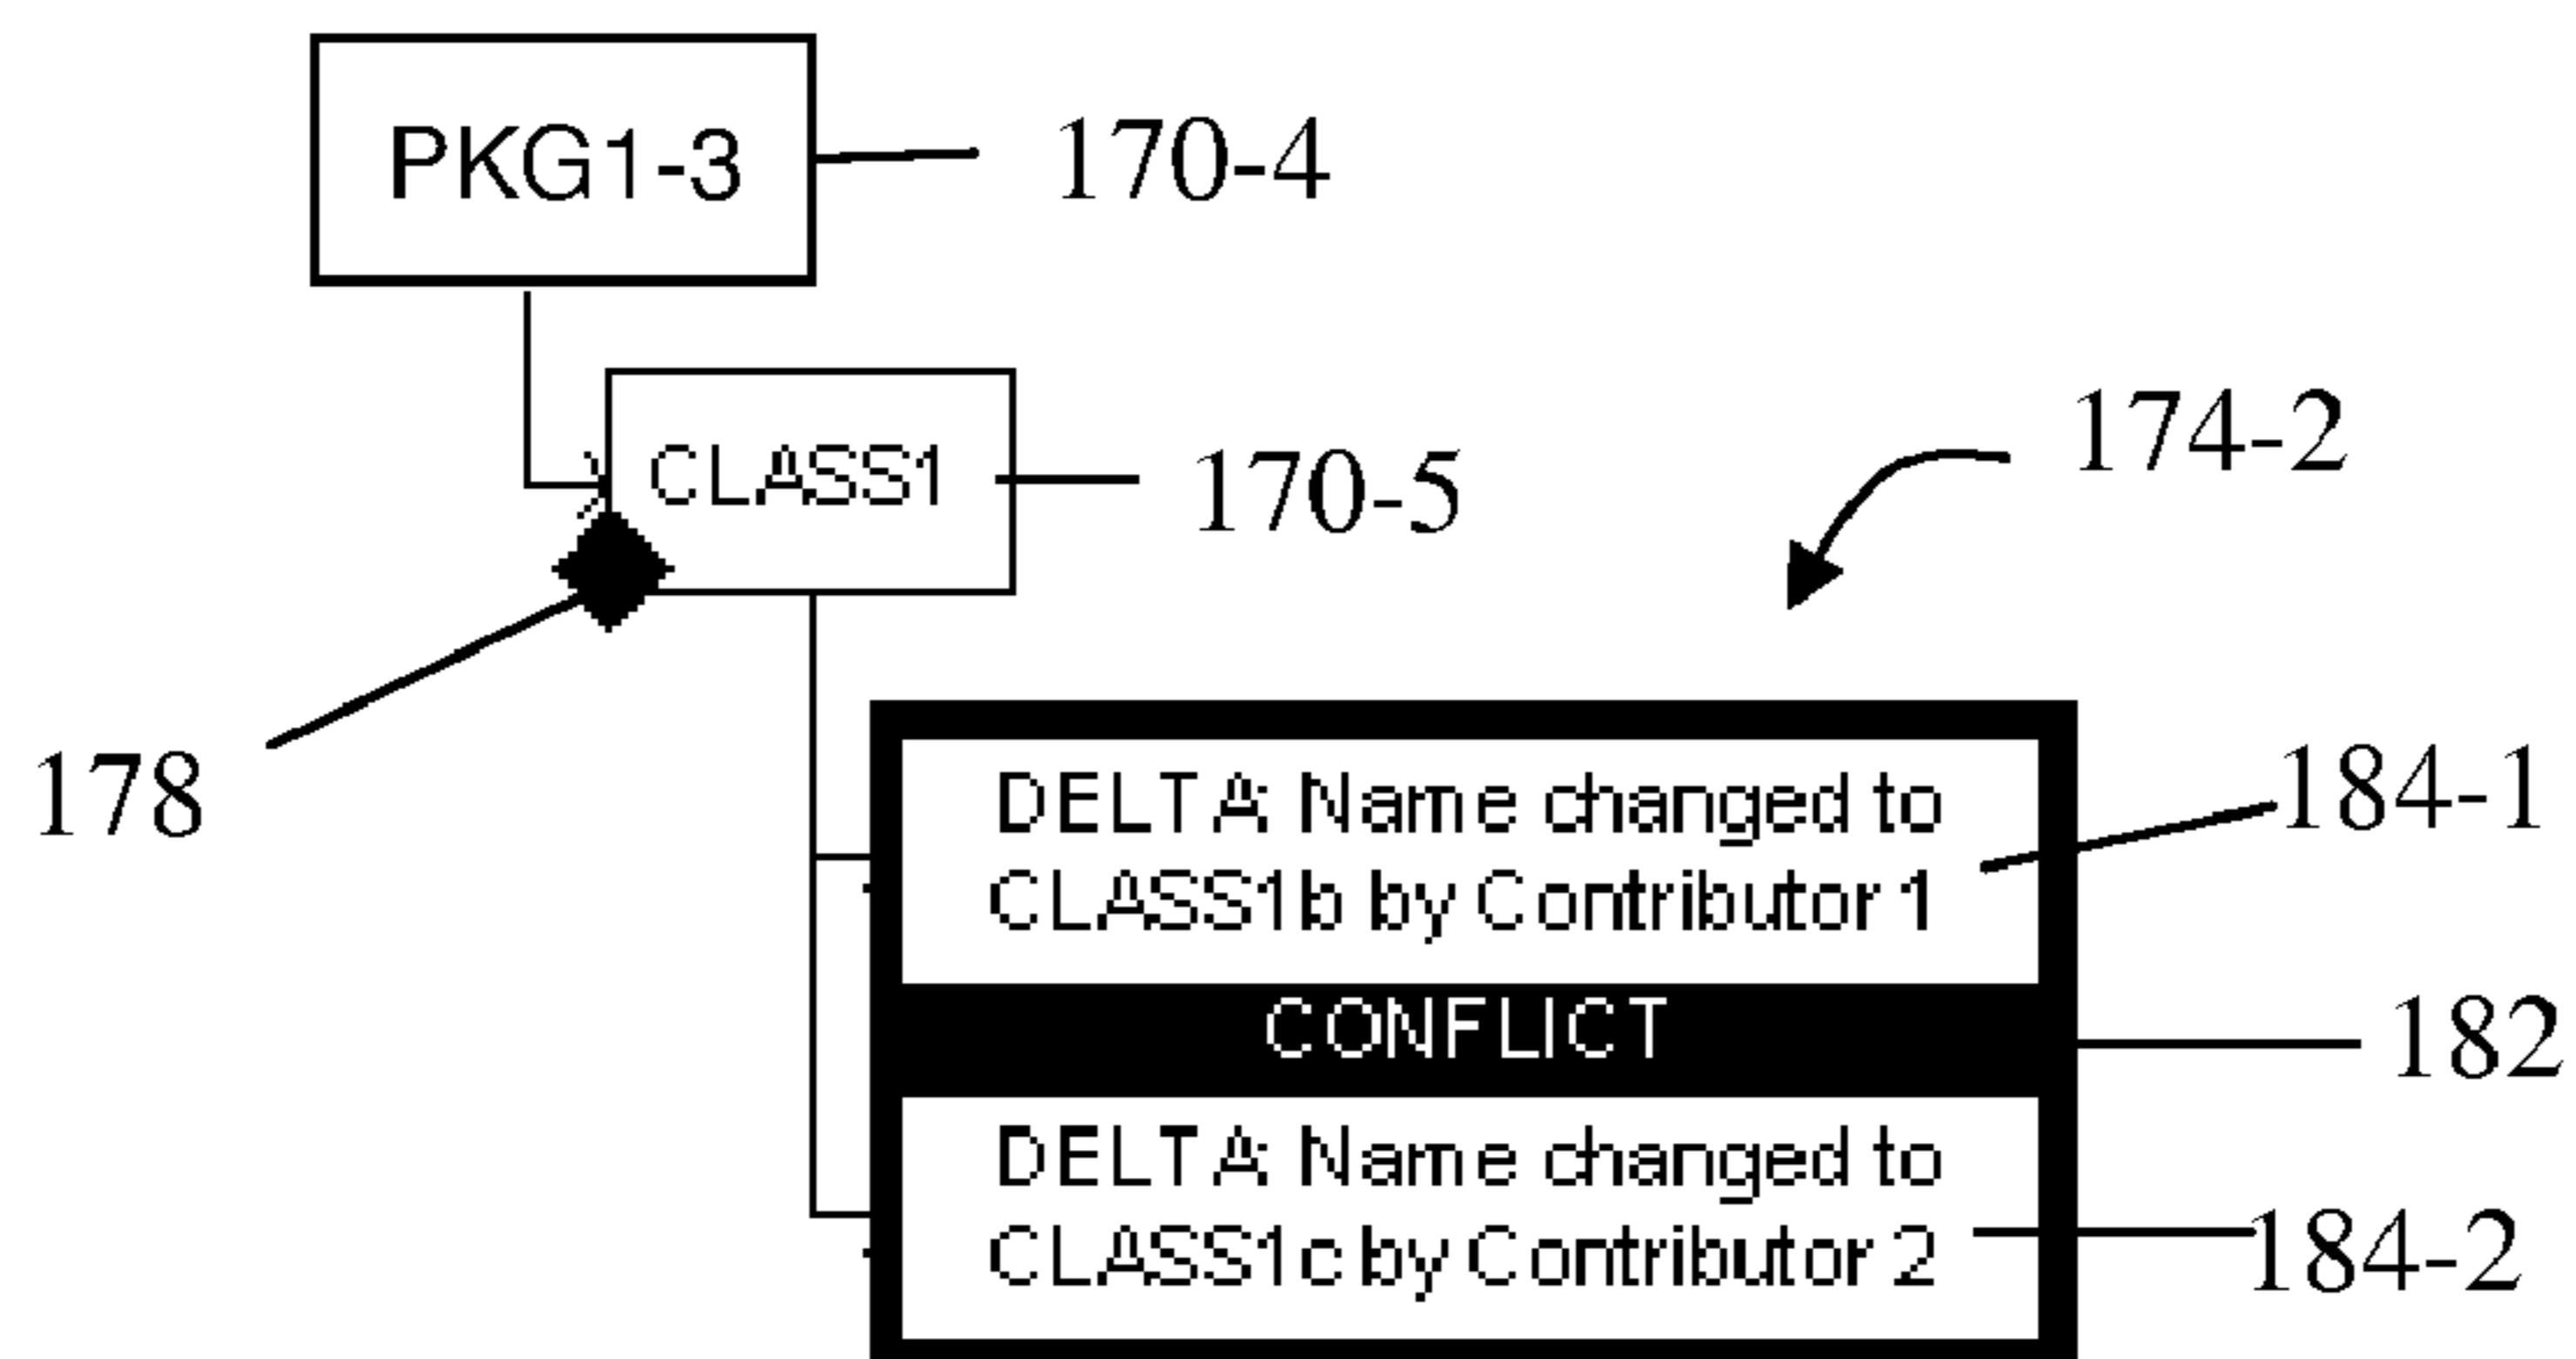 PKG1-3
170-4
CLASS1
170-5
174-2
178
DELTA: Name changed to
CLASS1b by Contributor 1
184-1
CONFLICT
182
DELTA: Name changed to
CLASS1c by Contributor 2
184-2